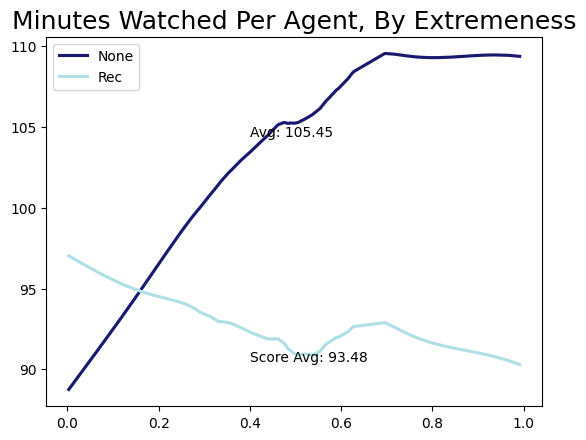 Minutes Watched Per Agent, By Extremeness
None
Rec
110
105
100
95
90
Avg: 105.45
Score Avg: 93.48
0.0 0.2 0.4 0.6 0.8 1.0